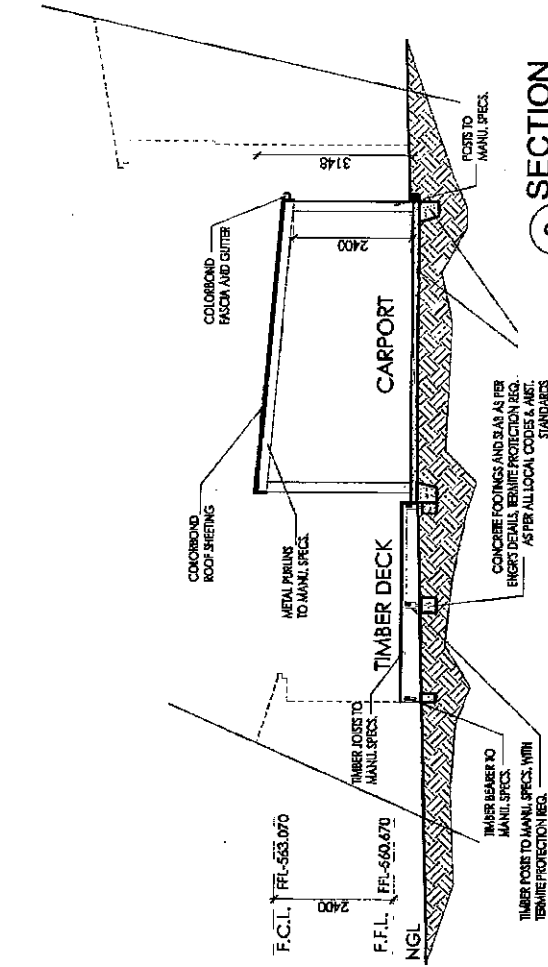 COLORBOND
FASCIA AND GUTTER
COLORBOND
ROOF SHEETING
METAL PURLINS
TO MANU. SPECS.
3148
2400
CARPORT
TIMBER DECK
POSTS TO
MANU. SPECS.
TIMBER JOISTS TO
MANU. SPECS.
F.C.L. FFL-563.070
2400
F.F.L. FFL-560.670
NGL
TIMBER BEARER TO
MANU. SPECS.
TIMBER POSTS TO MANU. SPECS. WITH
TERMITE PROTECTION REQ.
CONCRETE FOOTINGS AND SLAB AS PER
ENGR'S DETAILS, TERMITE PROTECTION REQ.
AS PER ALL LOCAL CODES & AUST.
STANDARDS
SECTION